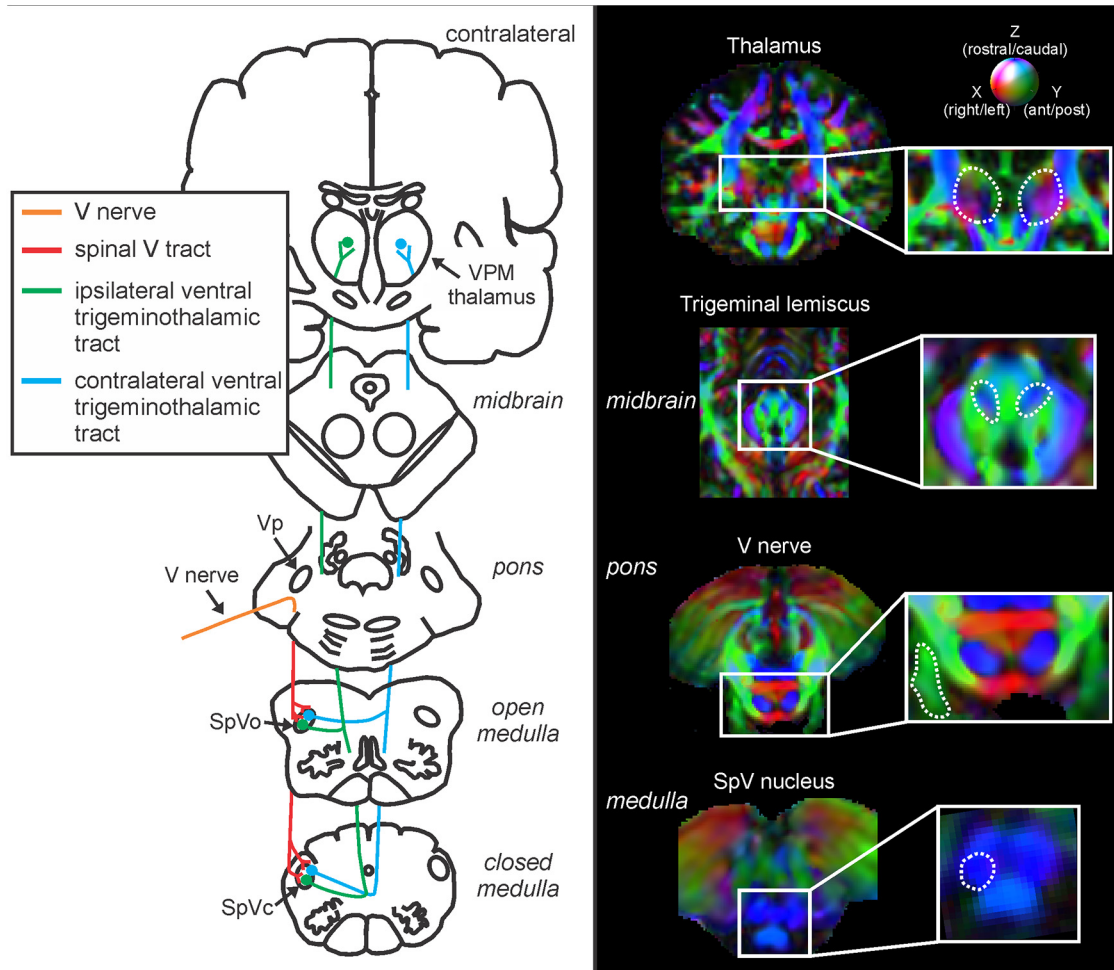 contralateral
V nerve
spinal V tract
ipsilateral ventral
trigeminothalamic
tract
contralateral ventral
trigeminothalamic
tract
VPM
thalamus
midbrain
Vp
V nerve
pons
SpVo
open
medulla
closed
medulla
SpVc
Thalamus
Z
(rostral/caudal)
X
(right/left)
Y
(ant/post)
Trigeminal lemiscus
midbrain
V nerve
pons
SpV nucleus
medulla